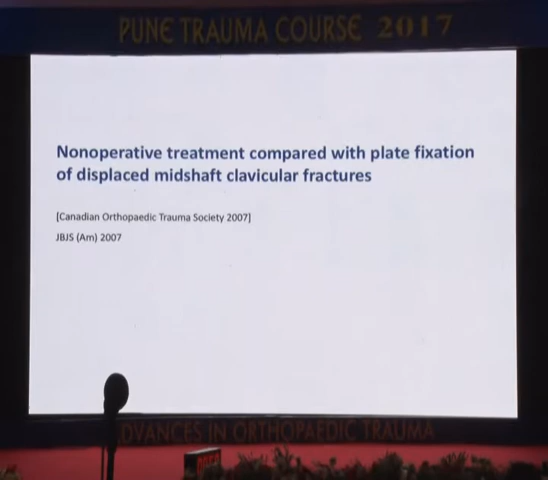 PUNE TRAUMA COURSE 2017
Nonoperative treatment compared with plate fixation
of displaced midshaft clavicular fractures
[Canadian Orthopaedic Trauma Society 2007]
JBJS (Am) 2007
ADVANCES IN ORTHOPAEDIC TRAUMA